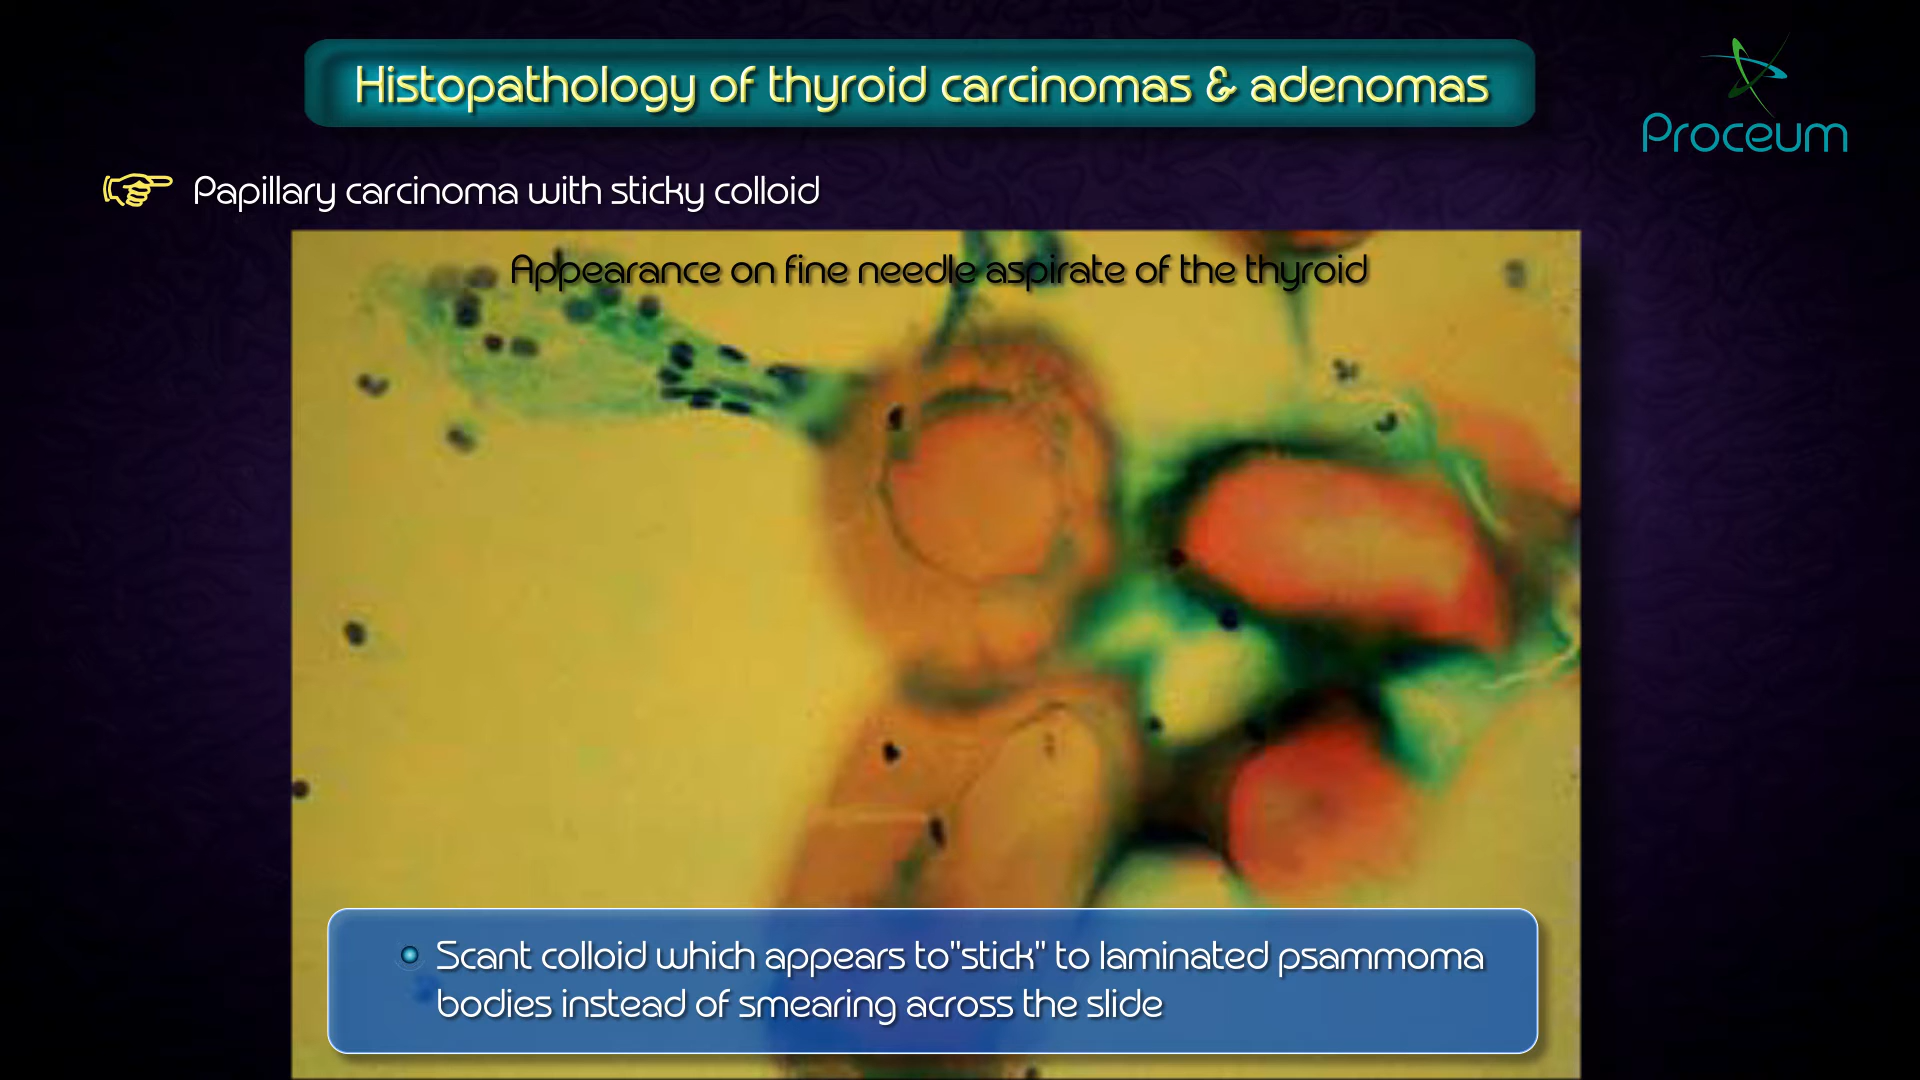 Histopathology of thyroid carcinomas & adenomas
Proceum
Papillary carcinoma with sticky colloid
Appearance on fine needle aspirate of the thyroid
Scant colloid which appears to"stick" to laminated psammoma
bodies instead of smearing across the slide